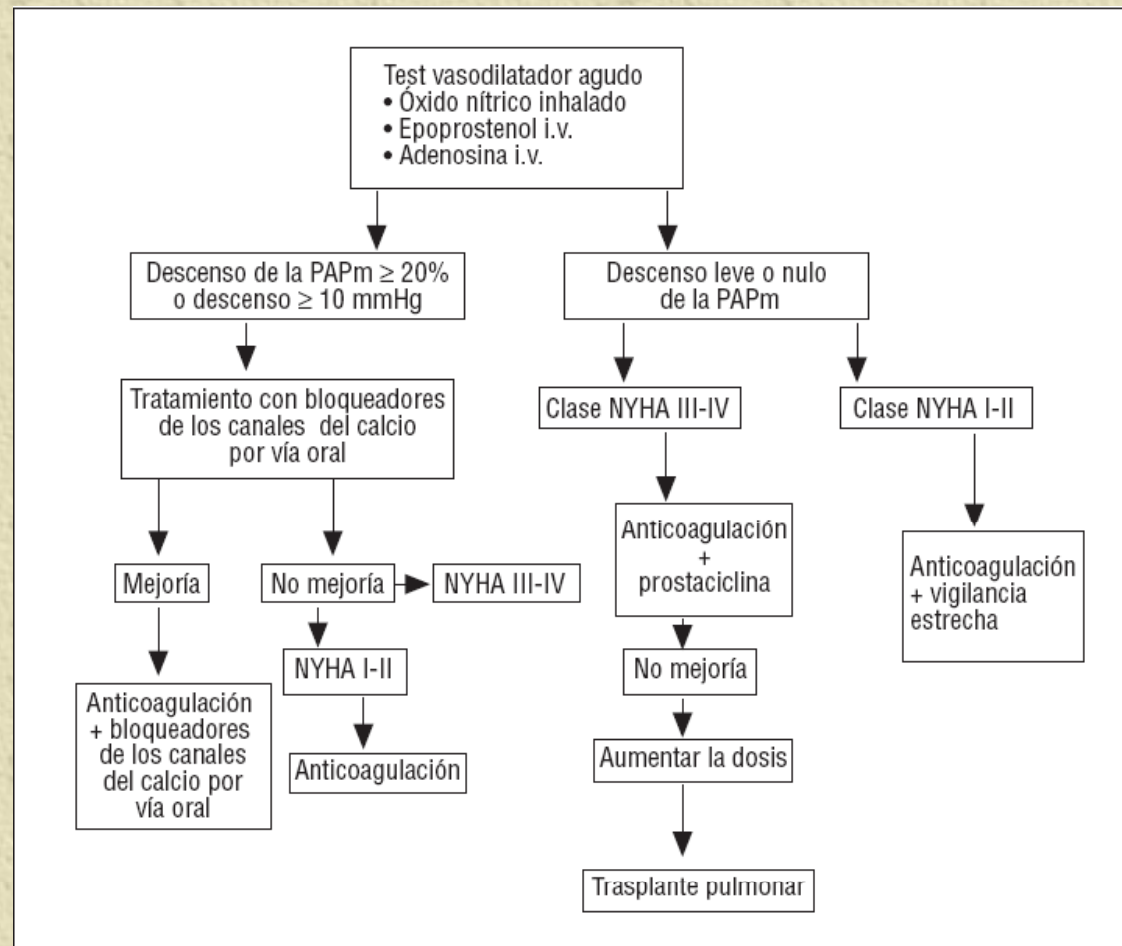 Test vasodilatador agudo
• Óxido nítrico inhalado
• Epoprostenol i.v.
• Adenosina i.v.
Descenso de la PAPm ≥ 20%
o descenso ≥ 10 mmHg
Descenso leve o nulo
de la PAPm
Tratamiento con bloqueadores
de los canales del calcio
por vía oral
Clase NYHA III-IV
Clase NYHA I-II
Mejoría
No mejoría
NYHA III-IV
Anticoagulación
+
prostaciclina
Anticoagulación
+ vigilancia
estrecha
NYHA I-II
No mejoría
Anticoagulación
+ bloqueadores
de los canales
del calcio por
vía oral
Anticoagulación
Aumentar la dosis
Trasplante pulmonar